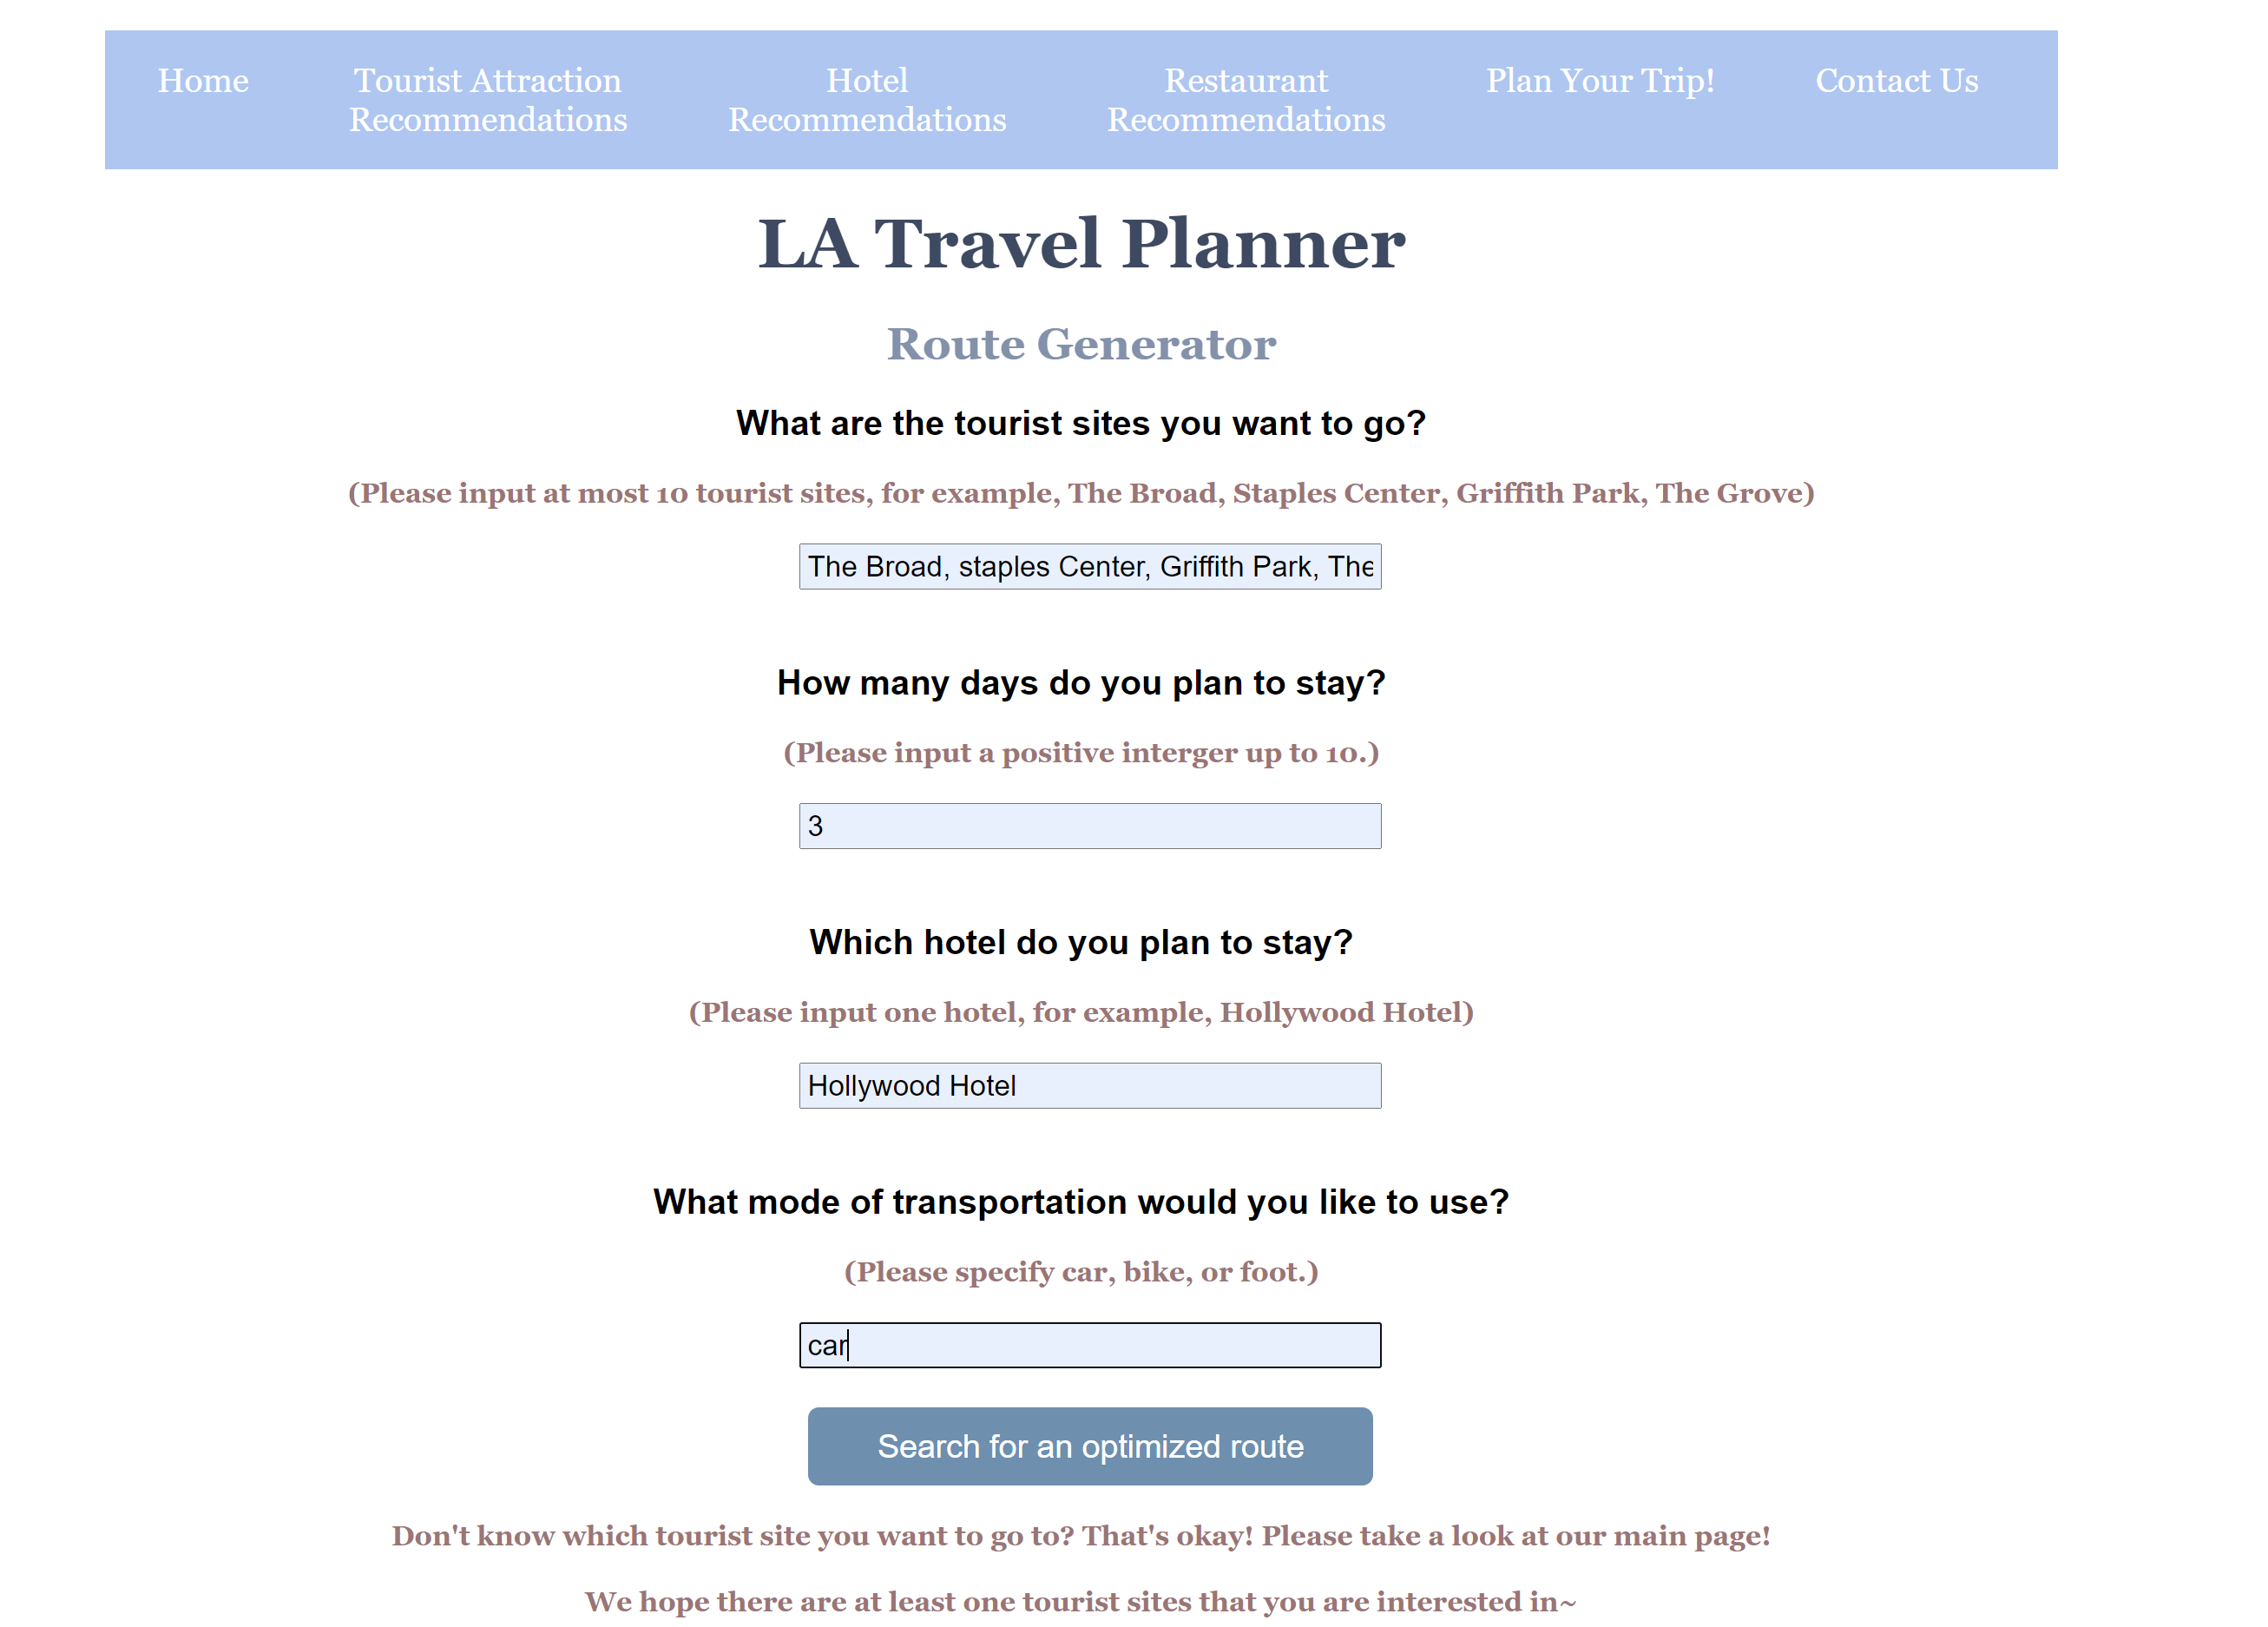 Home
Tourist Attraction
Recommendations
Hotel
Recommendations
Restaurant
Recommendations
Plan Your Trip!
Contact Us
LA Travel Planner
Route Generator
What are the tourist sites you want to go?
(Please input at most 10 tourist sites, for example, The Broad, Staples Center, Griffith Park, The Grove)
The Broad, staples Center, Griffith Park, The
How many days do you plan to stay?
(Please input a positive interger up to 10.)
3
Which hotel do you plan to stay?
(Please input one hotel, for example, Hollywood Hotel)
Hollywood Hotel
What mode of transportation would you like to use?
(Please specify car, bike, or foot.)
car
Search for an optimized route
Don't know which tourist site you want to go to? That's okay! Please take a look at our main page!
We hope there are at least one tourist sites that you are interested in~